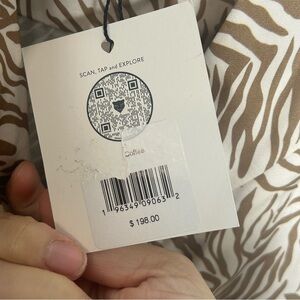 SCAN, TAP and EXPLORE
Coffee
1 96349 09063 2
$ 198.00